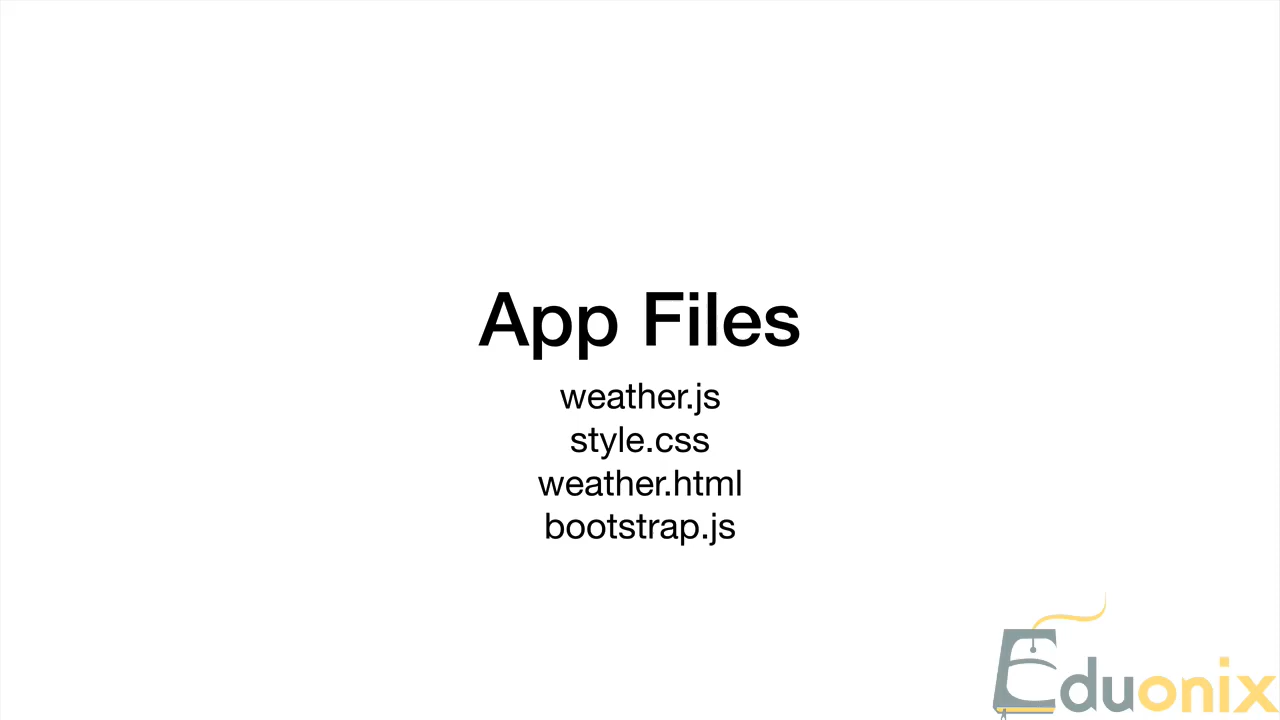 App Files
weather.js
style.css
weather.html
bootstrap.js
Eduonix